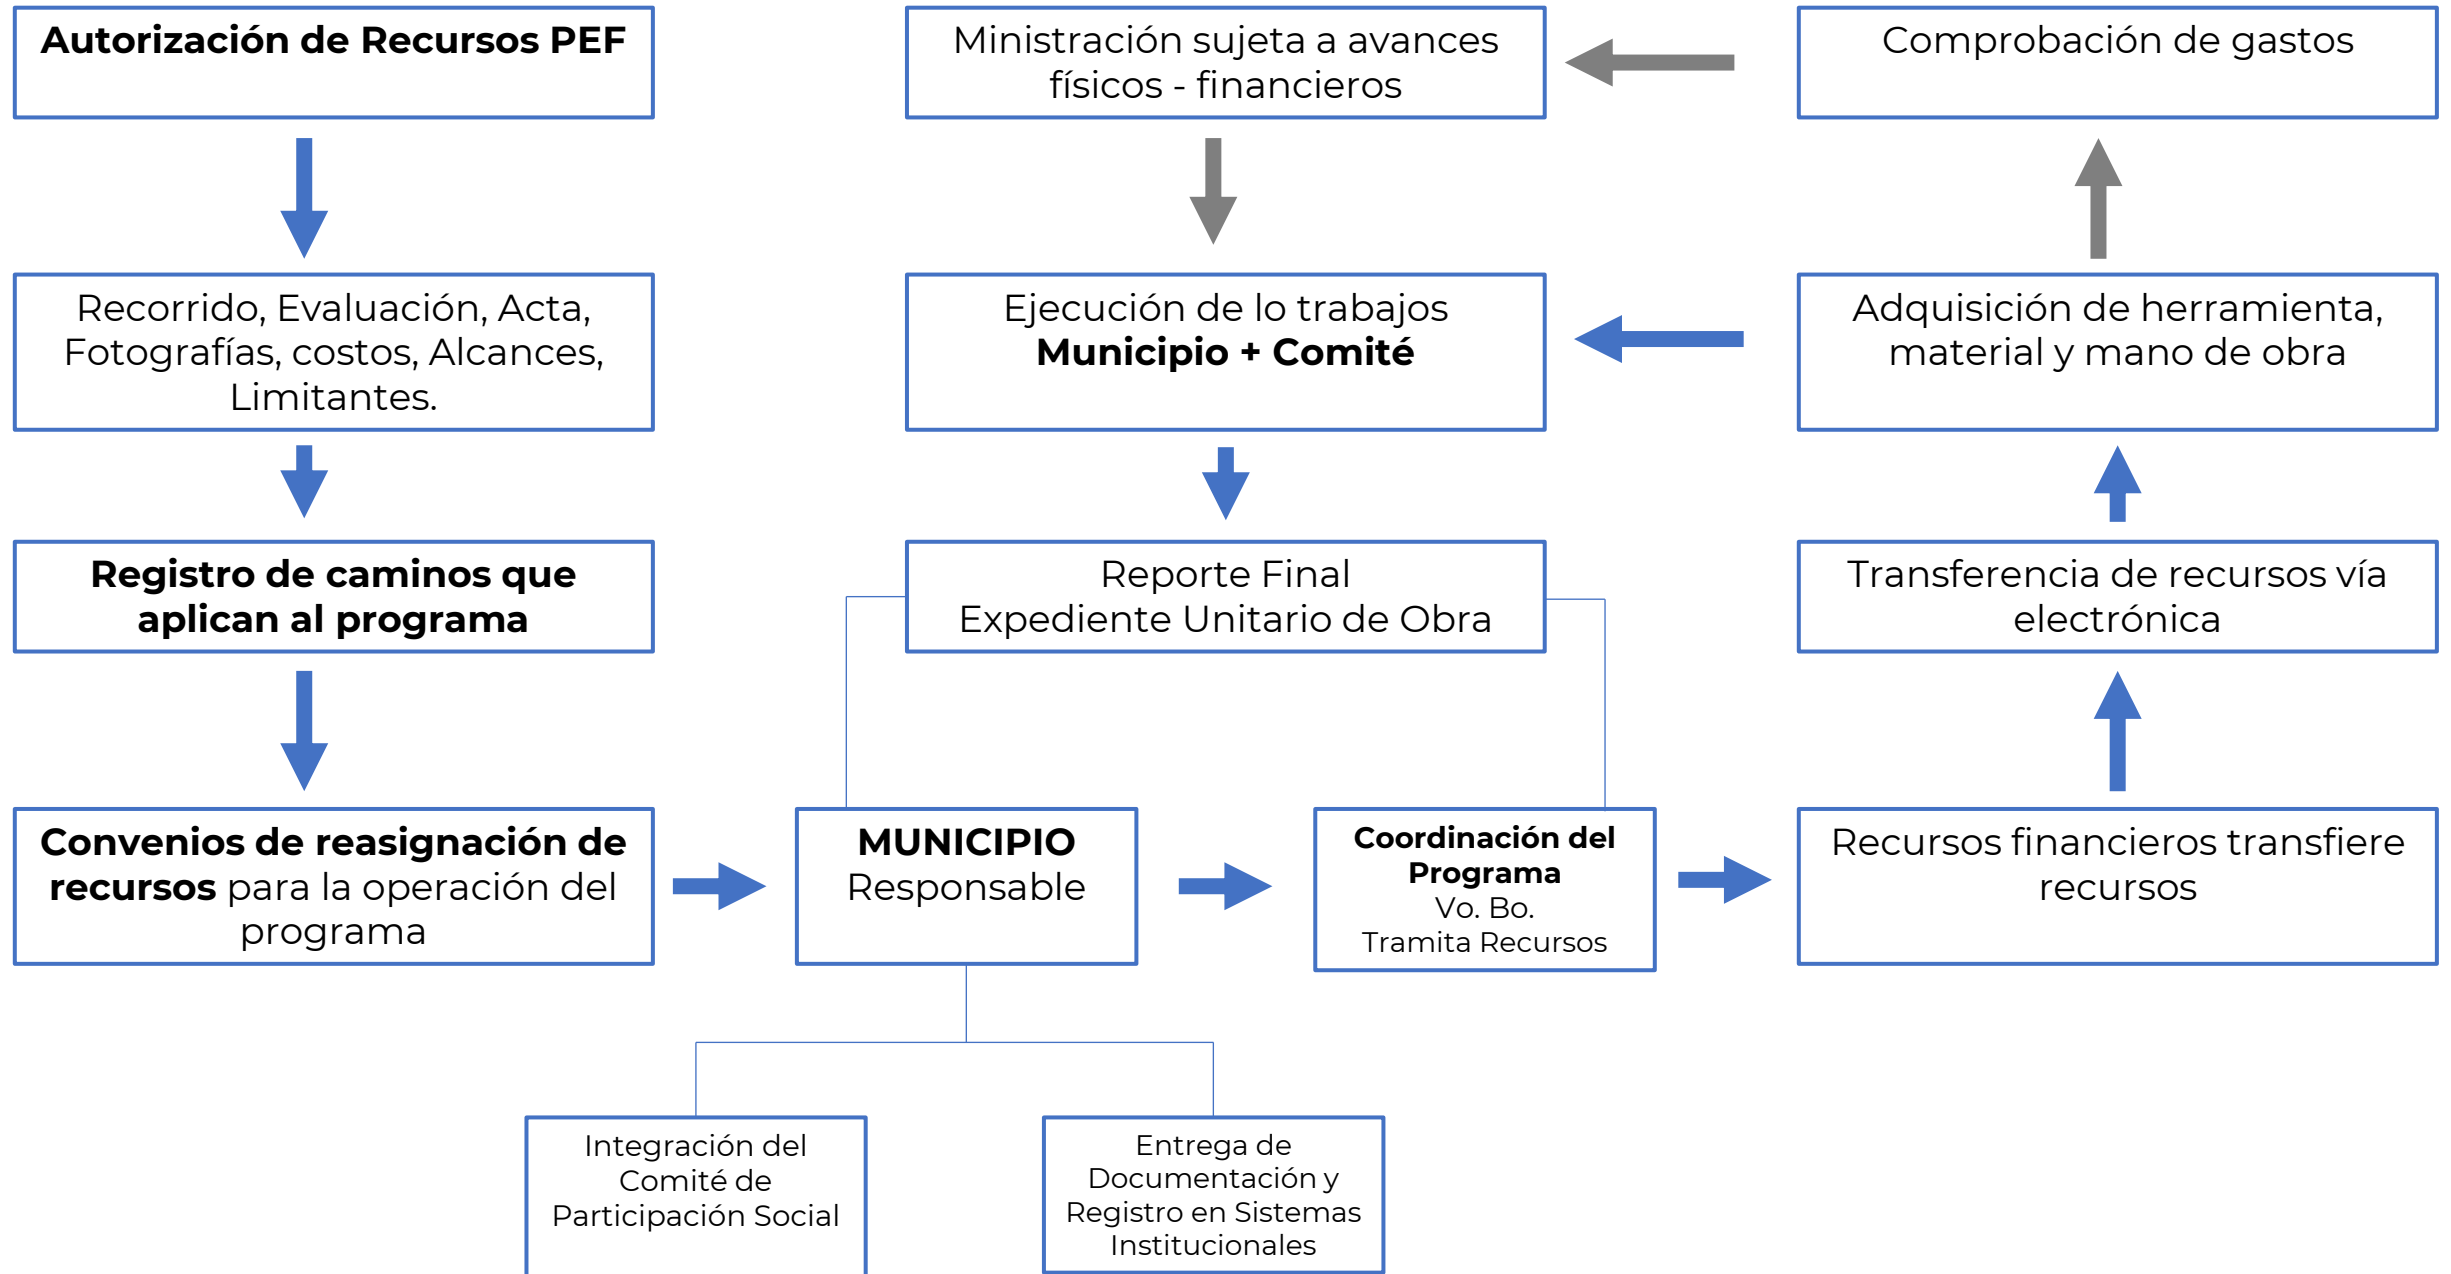 Autorización de Recursos PEF
Recorrido, Evaluación, Acta,
Fotografías, costos, Alcances,
Limitantes.
Registro de caminos que
aplican al programa
Convenios de reasignación de
recursos para la operación del
programa
MUNICIPIO
Responsable
Integración del
Comité de
Participación Social
Entrega de
Documentación y
Registro en Sistemas
Institucionales
Coordinación del
Programa
Vo. Bo.
Tramita Recursos
Recursos financieros transfiere
recursos
Transferencia de recursos vía
electrónica
Adquisición de herramienta,
material y mano de obra
Comprobación de gastos
Ministración sujeta a avances
físicos - financieros
Ejecución de lo trabajos
Municipio + Comité
Reporte Final
Expediente Unitario de Obra